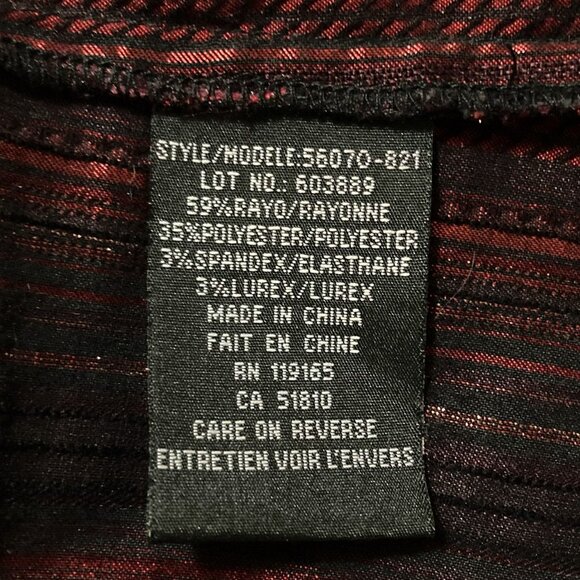 STYLE/MODELE:56070-821
LOT NO.: 603889
59%RAYO/RAYONNE
35%POLYESTER/POLYESTER
3%SPANDEX/ELASTHANE
3%LUREX/LUREX
MADE IN CHINA
FAIT EN CHINE
RN 119165
CA 51810
CARE ON REVERSE
ENTRETIEN VOIR L'ENVERS